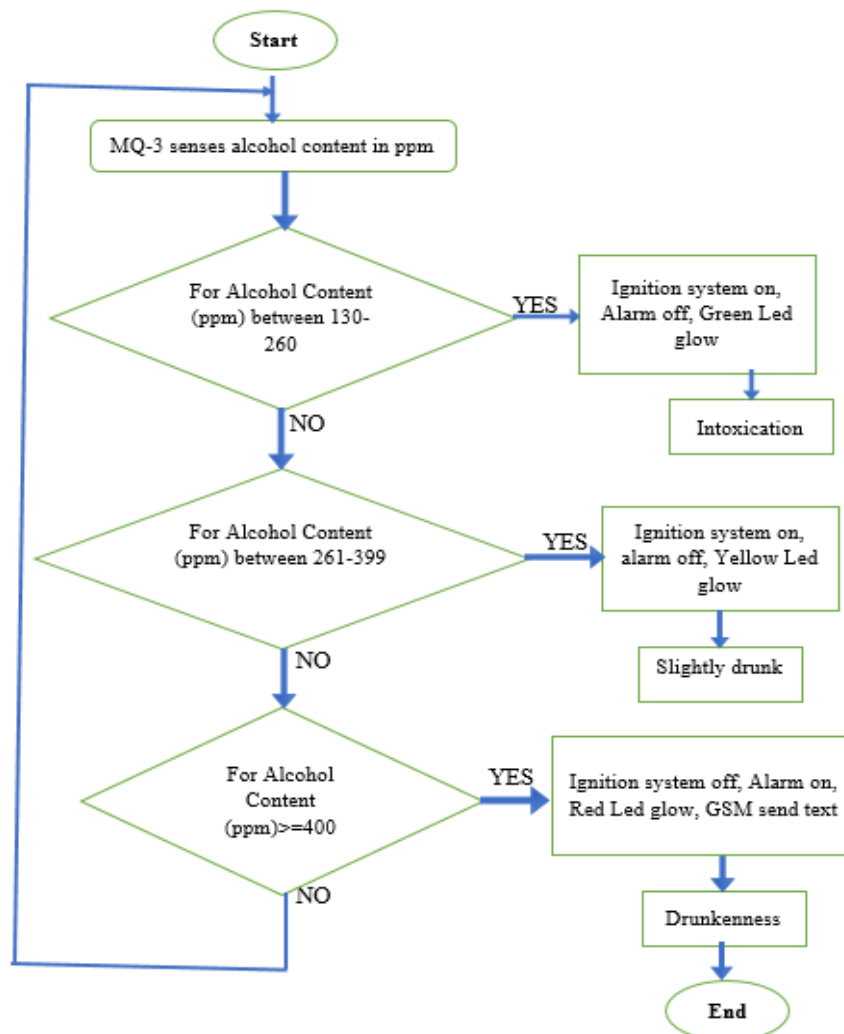 Start
MQ-3 senses alcohol content in ppm
For Alcohol Content
(ppm) between 130-
260
YES
Ignition system on,
Alarm off, Green Led
glow
Intoxication
NO
For Alcohol Content
(ppm) between 261-399
YES
Ignition system on,
alarm off, Yellow Led
glow
Slightly drunk
NO
For Alcohol
Content
(ppm)>=400
YES
Ignition system off, Alarm on,
Red Led glow, GSM send text
Drunkenness
NO
End